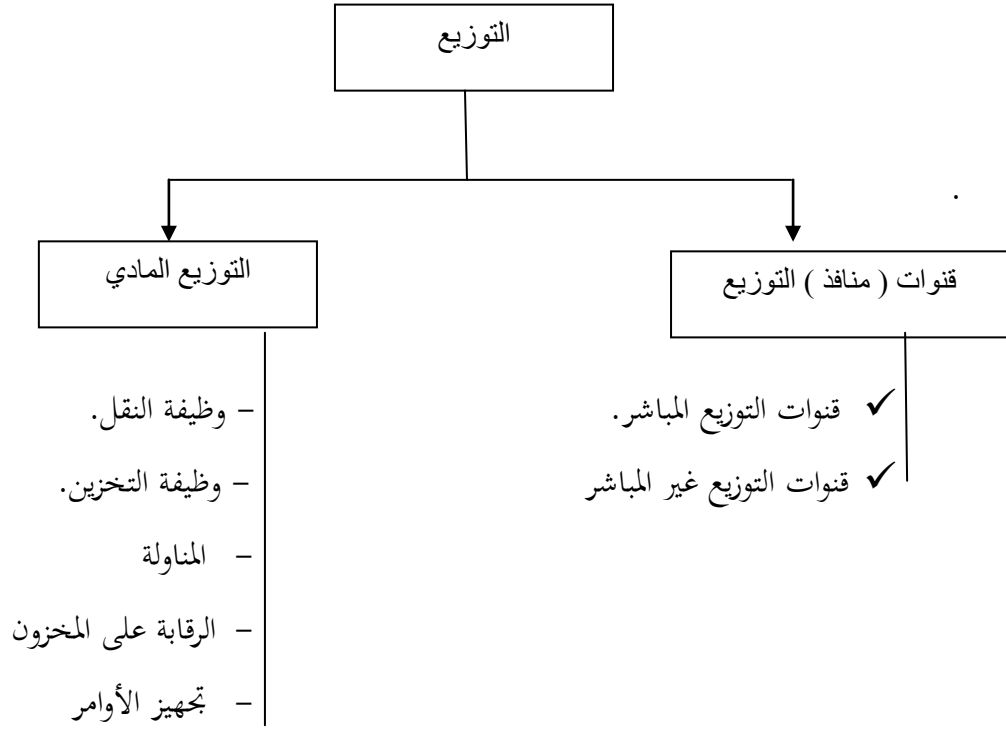 التوزيع
قنوات ( منافذ ) التوزيع
✓ قنوات التوزيع المباشر.
✓ قنوات التوزيع غير المباشر
التوزيع المادي
– وظيفة النقل.
– وظيفة التخزين.
– المناولة
– الرقابة على المخزون
– تجهيز الأوامر
.